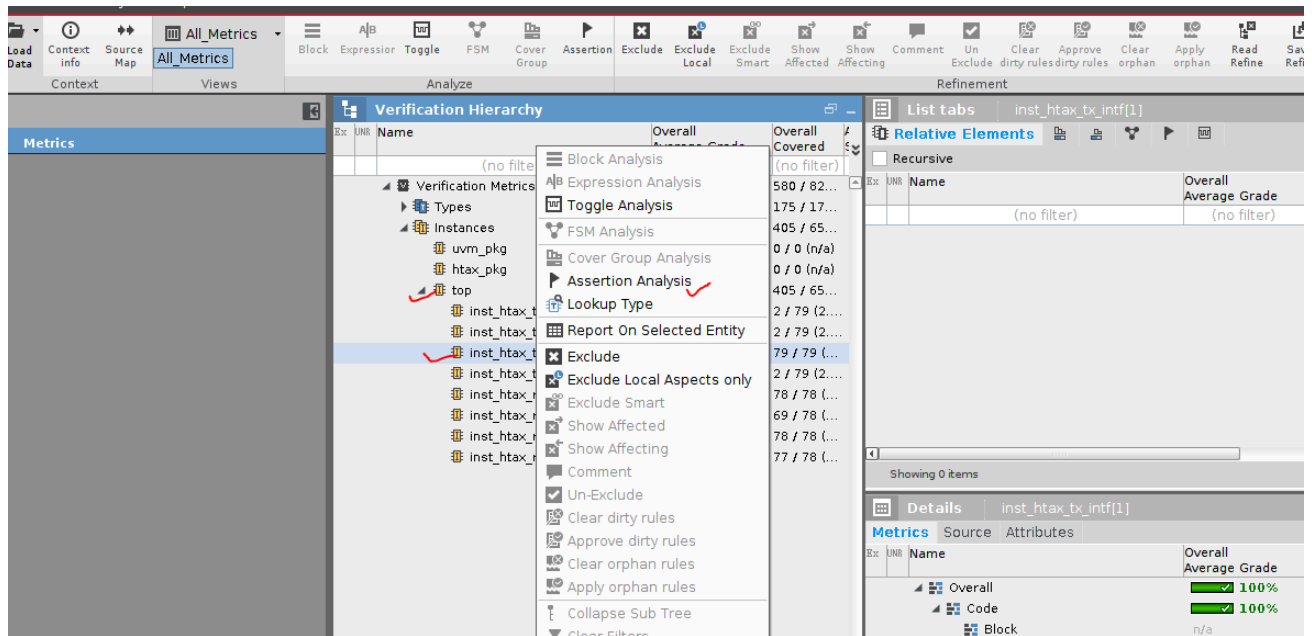 Load Data
Context info
Source Map
All_Metrics
All_Metrics
Block
Expression
Toggle
FSM
Cover Group
Assertion
Exclude
Exclude Local
Exclude Smart
Show Affected
Show Affecting
Comment
Un Exclude
Clear dirty rules
Approve dirty rules
Clear orphan
Apply orphan
Read Refine
Context
Views
Analyze
Refinement
Metrics
Verification Hierarchy
Ex UNR Name
Overall
Overall Covered
(no filte
(no filter)
Verification Metrics
580 / 82...
Types
175 / 17...
Instances
405 / 65...
uvm_pkg
0 / 0 (n/a)
htax_pkg
0 / 0 (n/a)
top
405 / 65...
inst_htax_t
2 / 79 (2....
inst_htax_t
2 / 79 (2....
inst_htax_t
79 / 79 (...
inst_htax_t
2 / 79 (2....
inst_htax_r
78 / 78 (...
inst_htax_r
69 / 78 (...
inst_htax_r
78 / 78 (...
inst_htax_r
77 / 78 (...
Block Analysis
A|B Expression Analysis
Toggle Analysis
FSM Analysis
Cover Group Analysis
Assertion Analysis
Lookup Type
Report On Selected Entity
Exclude
Exclude Local Aspects only
Exclude Smart
Show Affected
Show Affecting
Comment
Un-Exclude
Clear dirty rules
Approve dirty rules
Clear orphan rules
Apply orphan rules
Collapse Sub Tree
Clear Filters
List tabs inst_htax_tx_intf[1]
Relative Elements
Recursive
Ex UNR Name
Overall Average Grade
(no filter)
(no filter)
Showing 0 items
Details inst_htax_tx_intf[1]
Metrics Source Attributes
Ex UNR Name
Overall Average Grade
Overall 100%
Code 100%
Block n/a